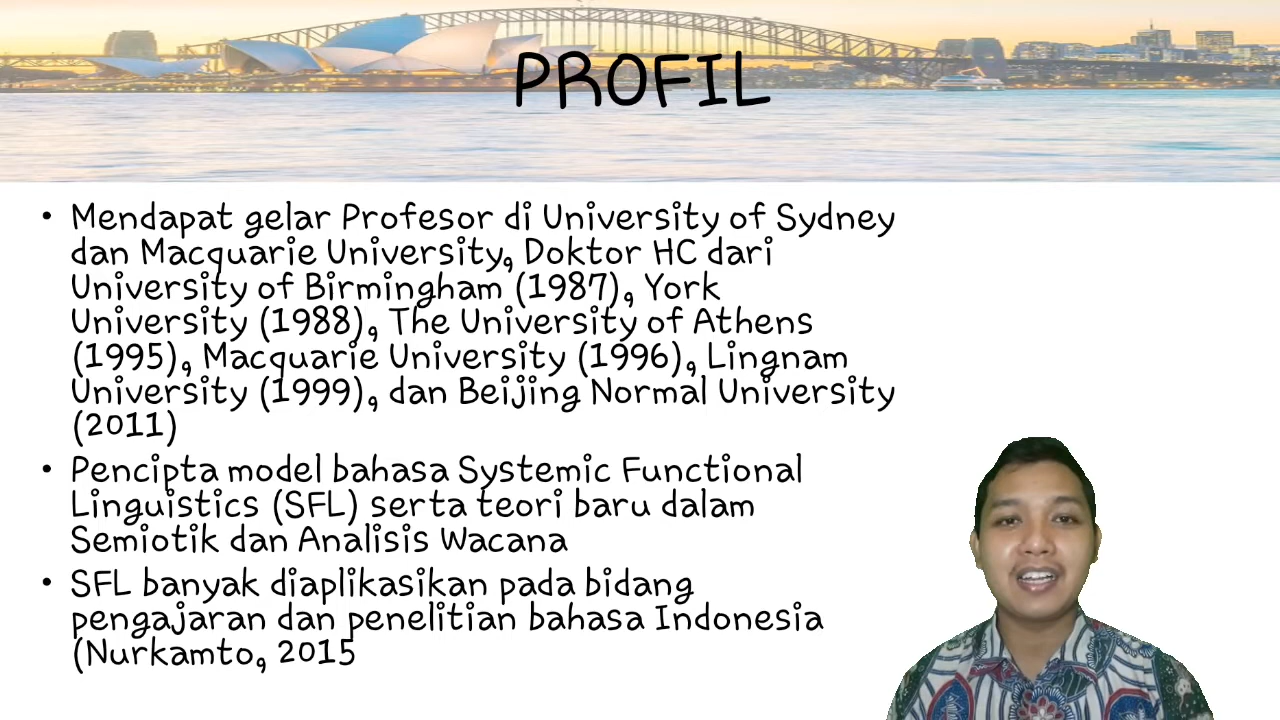 PROFIL
• Mendapat gelar Profesor di University of Sydney
dan Macquarie University, Doktor HC dari
University of Birmingham (1987), York
University (1988), The University of Athens
(1995), Macquarie University (1996), Lingnam
University (1999), dan Beijing Normal University
(2011)
• Pencipta model bahasa Systemic Functional
Linguistics (SFL) serta teori baru dalam
Semiotik dan Analisis Wacana
• SFL banyak diaplikasikan pada bidang
pengajaran dan penelitian bahasa Indonesia
(Nurkamto, 2015